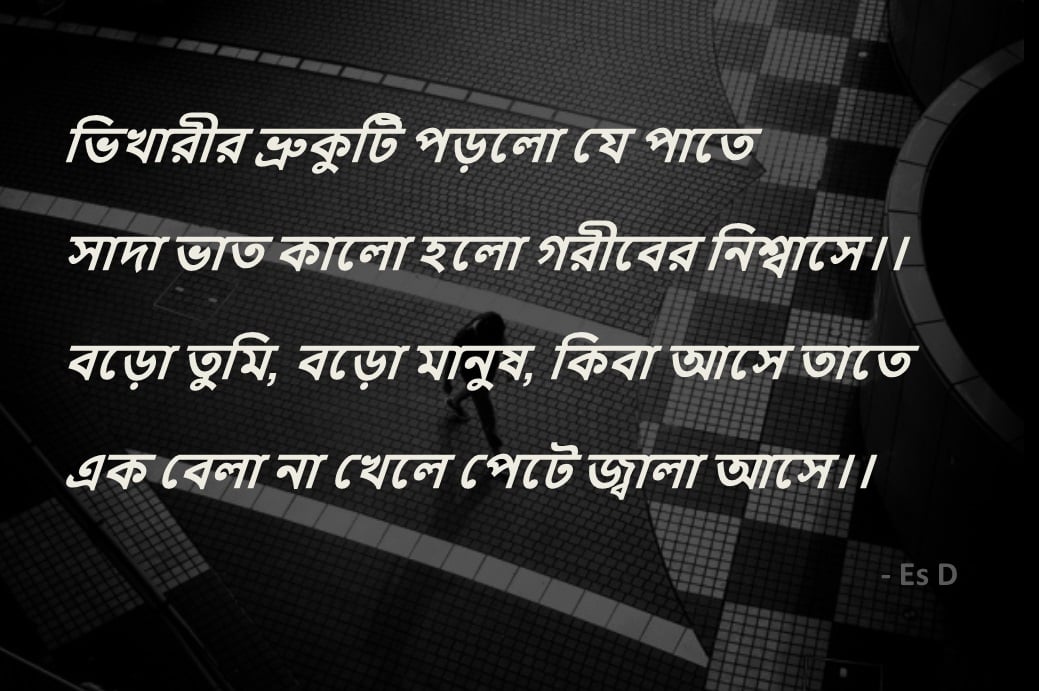 ভিখারীর ভ্রুকুটি পড়লো যে পাতে
সাদা ভাত কালো হলো গরীবের নিশ্বাসে।।
বড়ো তুমি, বড়ো মানুষ, কিবা আসে তাতে
এক বেলা না খেলে পেটে জ্বালা আসে।।
- Es D